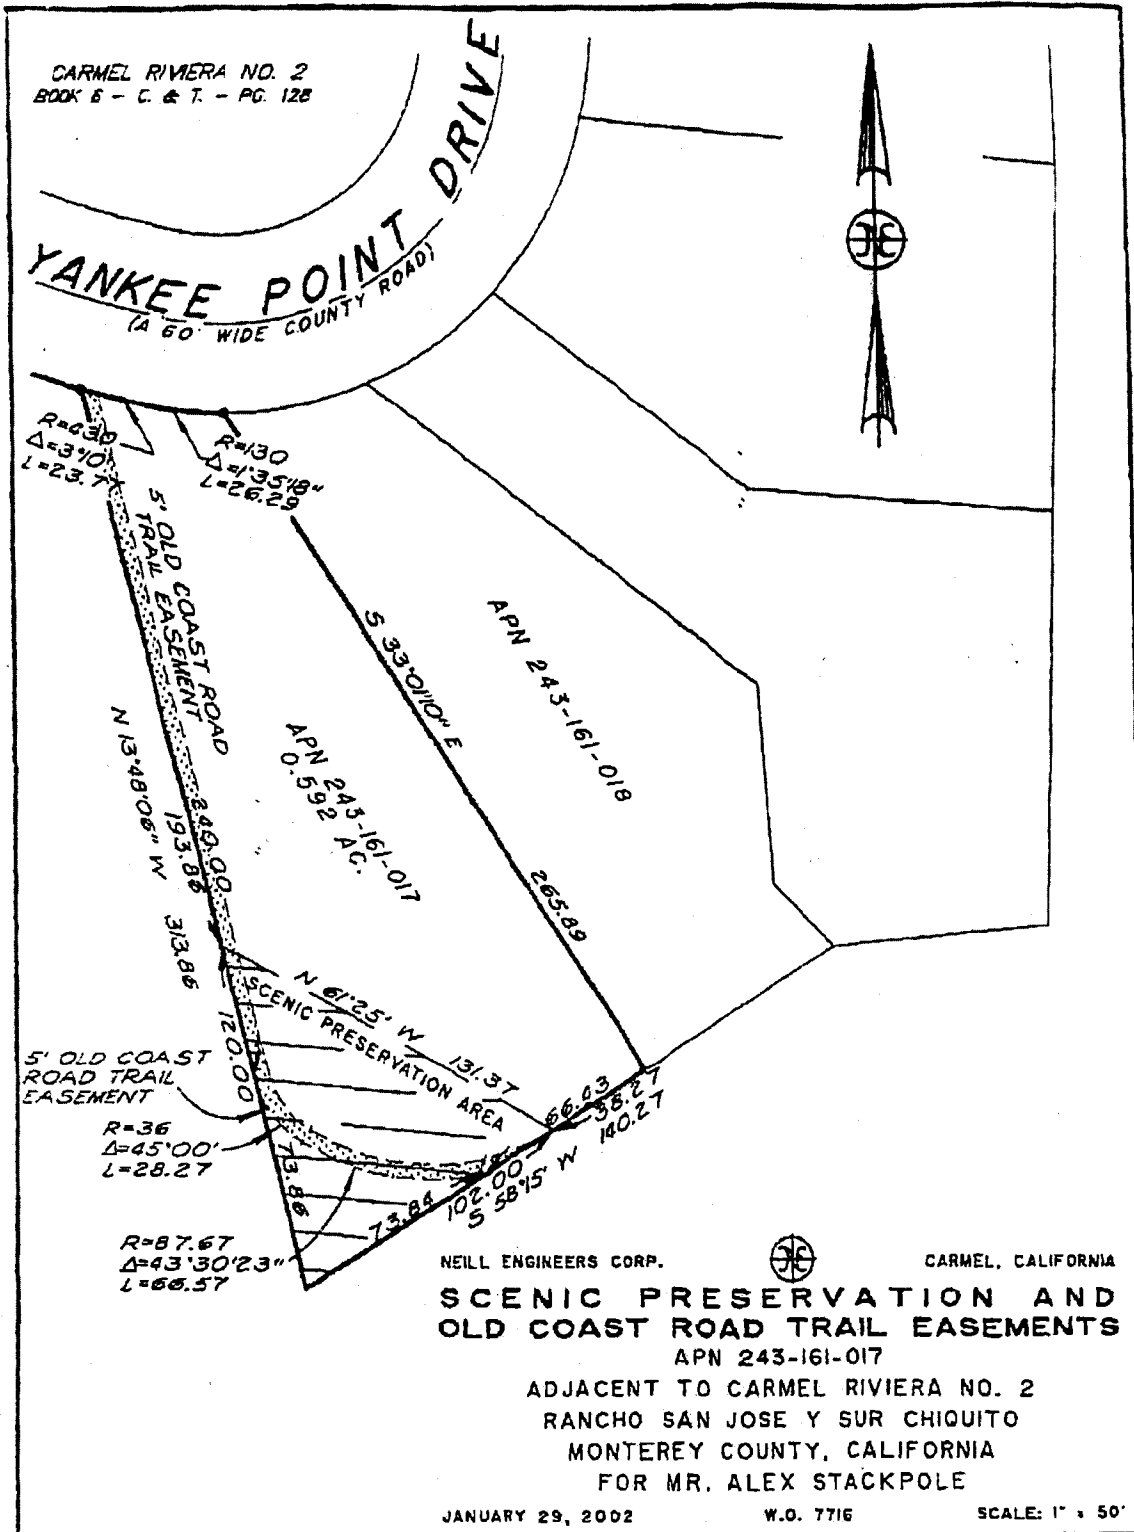 CARMEL RIVIERA NO. 2
BOOK 6 - C. & T. - PG. 128
YANKEE POINT DRIVE
(A 60' WIDE COUNTY ROAD)
R=430
Δ=3°10'
L=23.7
R=130
Δ=1°35'18"
L=26.29
5' OLD COAST ROAD
TRAIL EASEMENT
S 33°01'10" E
265.89
APN 243-161-018
APN 243-161-017
0.592 AC.
N 13°48'06" W 313.86
240.00
193.86
120.00
73.86
N 61°25' W 131.37
SCENIC PRESERVATION AREA
5' OLD COAST
ROAD TRAIL
EASEMENT
R=36
Δ=45°00'
L=28.27
R=87.67
Δ=43°30'23"
L=66.57
66.43
38.27
140.27
102.00
S 58°15' W
73.84
NEILL ENGINEERS CORP. CARMEL, CALIFORNIA
SCENIC PRESERVATION AND
OLD COAST ROAD TRAIL EASEMENTS
APN 243-161-017
ADJACENT TO CARMEL RIVIERA NO. 2
RANCHO SAN JOSE Y SUR CHIQUITO
MONTEREY COUNTY, CALIFORNIA
FOR MR. ALEX STACKPOLE
JANUARY 29, 2002 W.O. 7716 SCALE: 1" = 50'